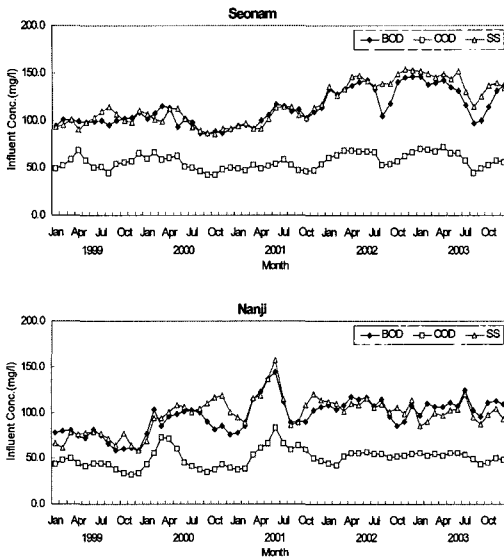 Seonam
200.0
BOD COD SS
150.0
100.0
50.0
0.0
Influent Conc.(mg/l)
Jan Apr Jul Oct Jan Apr Jul Oct Jan Apr Jul Oct Jan Apr Jul Oct Jan Apr Jul Oct
1999 2000 2001 2002 2003
Month
Nanji
200.0
BOD COD SS
150.0
100.0
50.0
0.0
Influent Conc.(mg/l)
Jan Apr Jul Oct Jan Apr Jul Oct Jan Apr Jul Oct Jan Apr Jul Oct Jan Apr Jul Oct
1999 2000 2001 2002 2003
Month